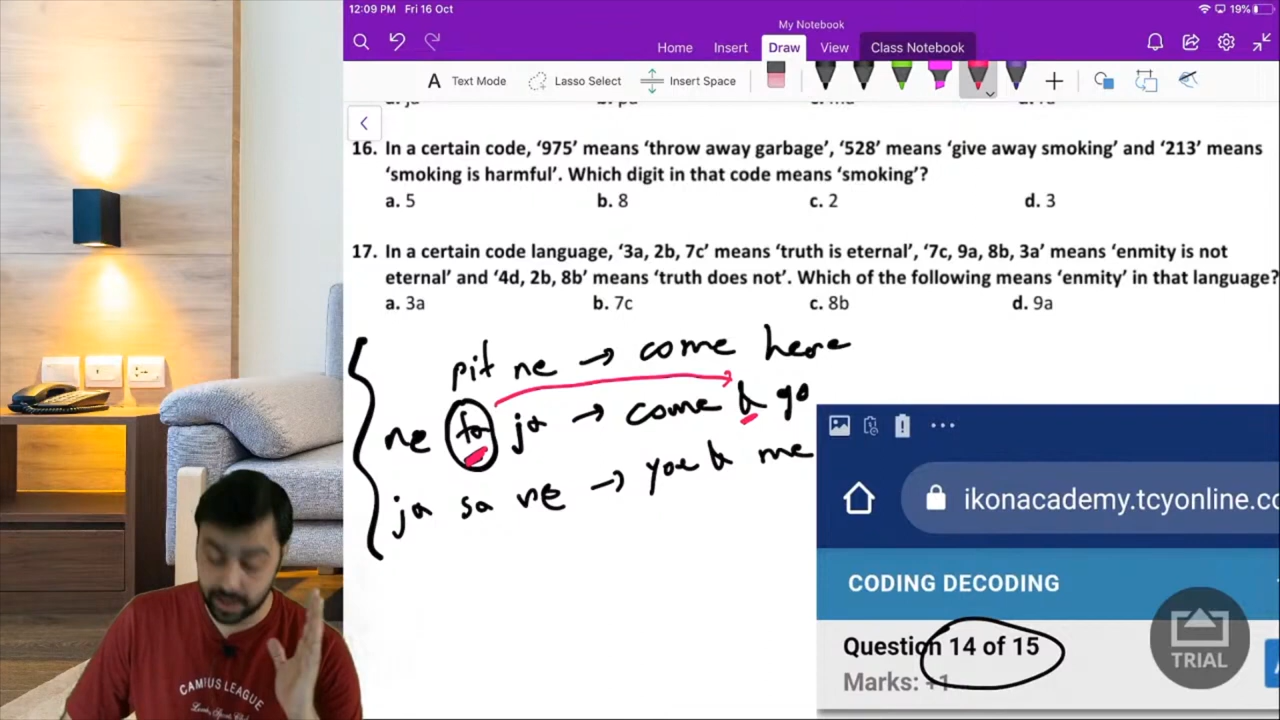 12:09 PM Fri 16 Oct
19%
My Notebook
Home Insert Draw View Class Notebook
Text Mode Lasso Select Insert Space
16. In a certain code, ‘975’ means ‘throw away garbage’, ‘528’ means ‘give away smoking’ and ‘213’ means
‘smoking is harmful’. Which digit in that code means ‘smoking’?
a. 5 b. 8 c. 2 d. 3
17. In a certain code language, ‘3a, 2b, 7c’ means ‘truth is eternal’, ‘7c, 9a, 8b, 3a’ means ‘enmity is not
eternal’ and ‘4d, 2b, 8b’ means ‘truth does not’. Which of the following means ‘enmity’ in that language?
a. 3a b. 7c c. 8b d. 9a
pit ne → come here
ne fa ja → come & go
ja sa ne → you & me
ikonacademy.tcyonline.co
CODING DECODING
Question 14 of 15
Marks: +1
TRIAL
CAMIUS LEAGUE